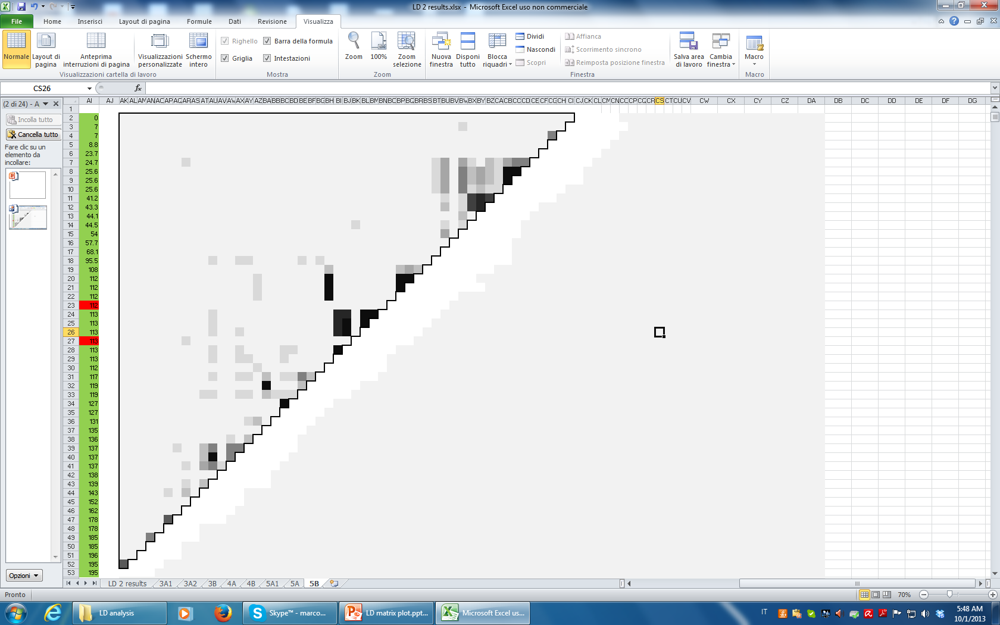 LD 2 results.xlsx - Microsoft Excel uso non commerciale
File Home Inserisci Layout di pagina Formule Dati Revisione Visualizza
Normale Layout di pagina Anteprima interruzioni di pagina Visualizzazioni personalizzate Schermo intero
Visualizzazioni cartella di lavoro
Righello Barra della formula
Griglia Intestazioni
Mostra
Zoom 100% Zoom selezione
Zoom
Nuova finestra Disponi tutto Blocca riquadri
Dividi Affianca
Nascondi Scorrimento sincrono
Scopri Reimposta posizione finestra
Salva area di lavoro Cambia finestra
Finestra
Macro
Macro
CS26 fx
(2 di 24) - A
Incolla tutto
Cancella tutto
Fare clic su un
elemento da
incollare:
Opzioni
AI AJ AK AL CS CV CW CX CY CZ DA DB DC DD DE DF DG
1
2 0
3 7
4 7
5 8.8
6 23.7
7 24.7
8 25.6
9 25.6
10 25.6
11 41.2
12 43.3
13 44.1
14 44.5
15 54
16 57.7
17 68.1
18 95.5
19 108
20 112
21 112
22 112
23 112
24 113
25 113
26 113
27 113
28 113
29 113
30 112
31 117
32 119
33 119
34 127
35 127
36 131
37 135
38 136
39 137
40 137
41 137
42 138
43 139
44 143
45 152
46 162
47 178
48 178
49 185
50 185
51 196
52 195
53 195
LD 2 results 3A1 3A2 3B 4A 4B 5A1 5A 5B
Pronto 70%
LD analysis Skype™ - marco... LD matrix plot.ppt... Microsoft Excel us... IT 5:48 AM
10/1/2013